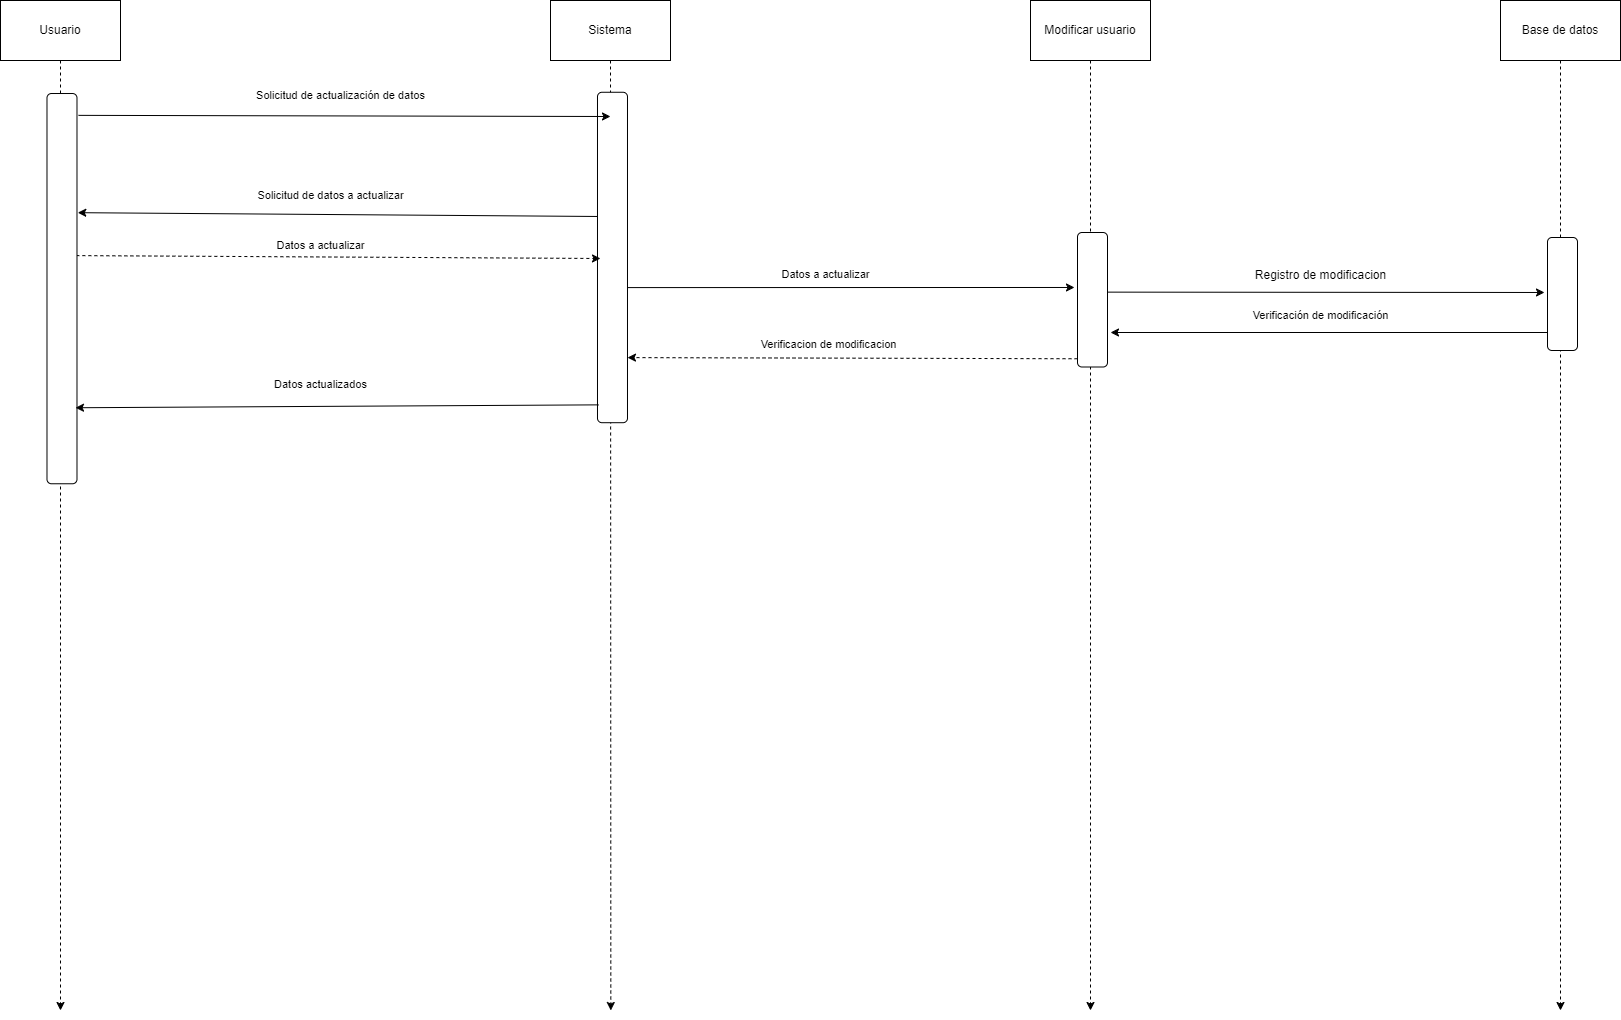 Usuario
Sistema
Modificar usuario
Base de datos
Solicitud de actualización de datos
Solicitud de datos a actualizar
Datos a actualizar
Datos a actualizar
Registro de modificacion
Verificación de modificación
Verificacion de modificacion
Datos actualizados